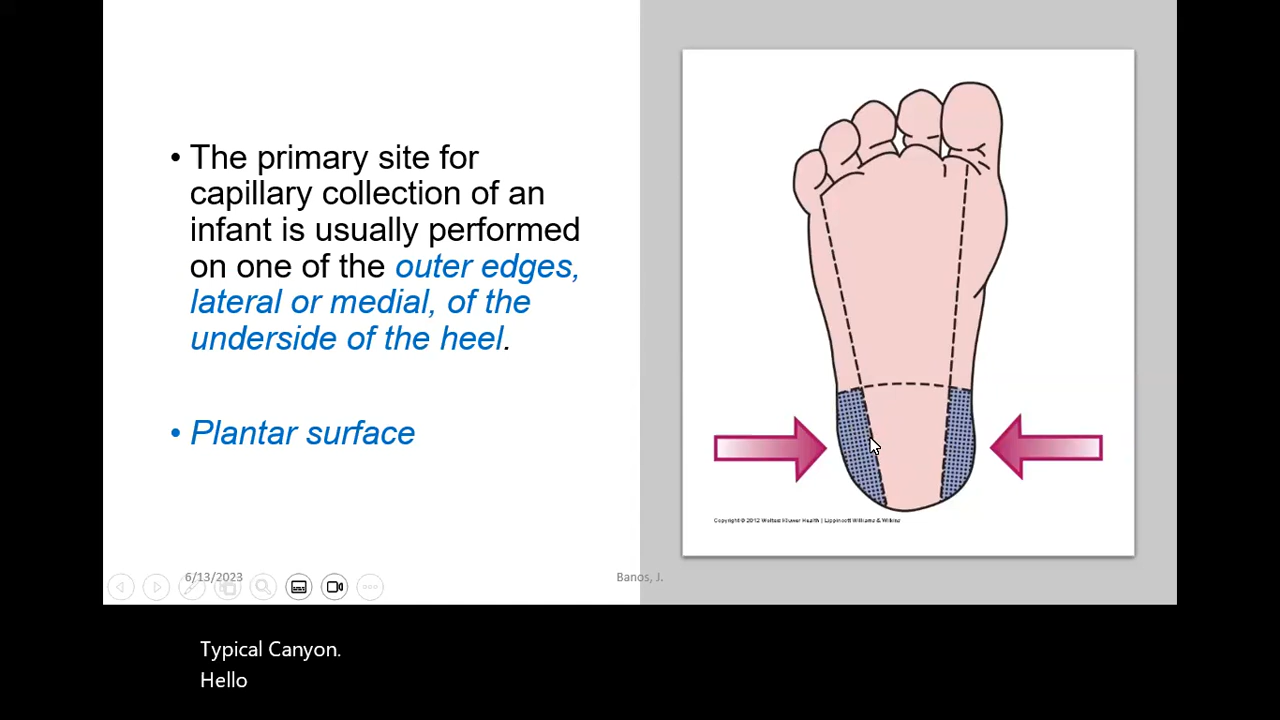 • The primary site for
capillary collection of an
infant is usually performed
on one of the outer edges,
lateral or medial, of the
underside of the heel.
• Plantar surface
Copyright © 2012 Wolters Kluwer Health | Lippincott Williams & Wilkins
6/13/2023
Banos, J.
Typical Canyon.
Hello